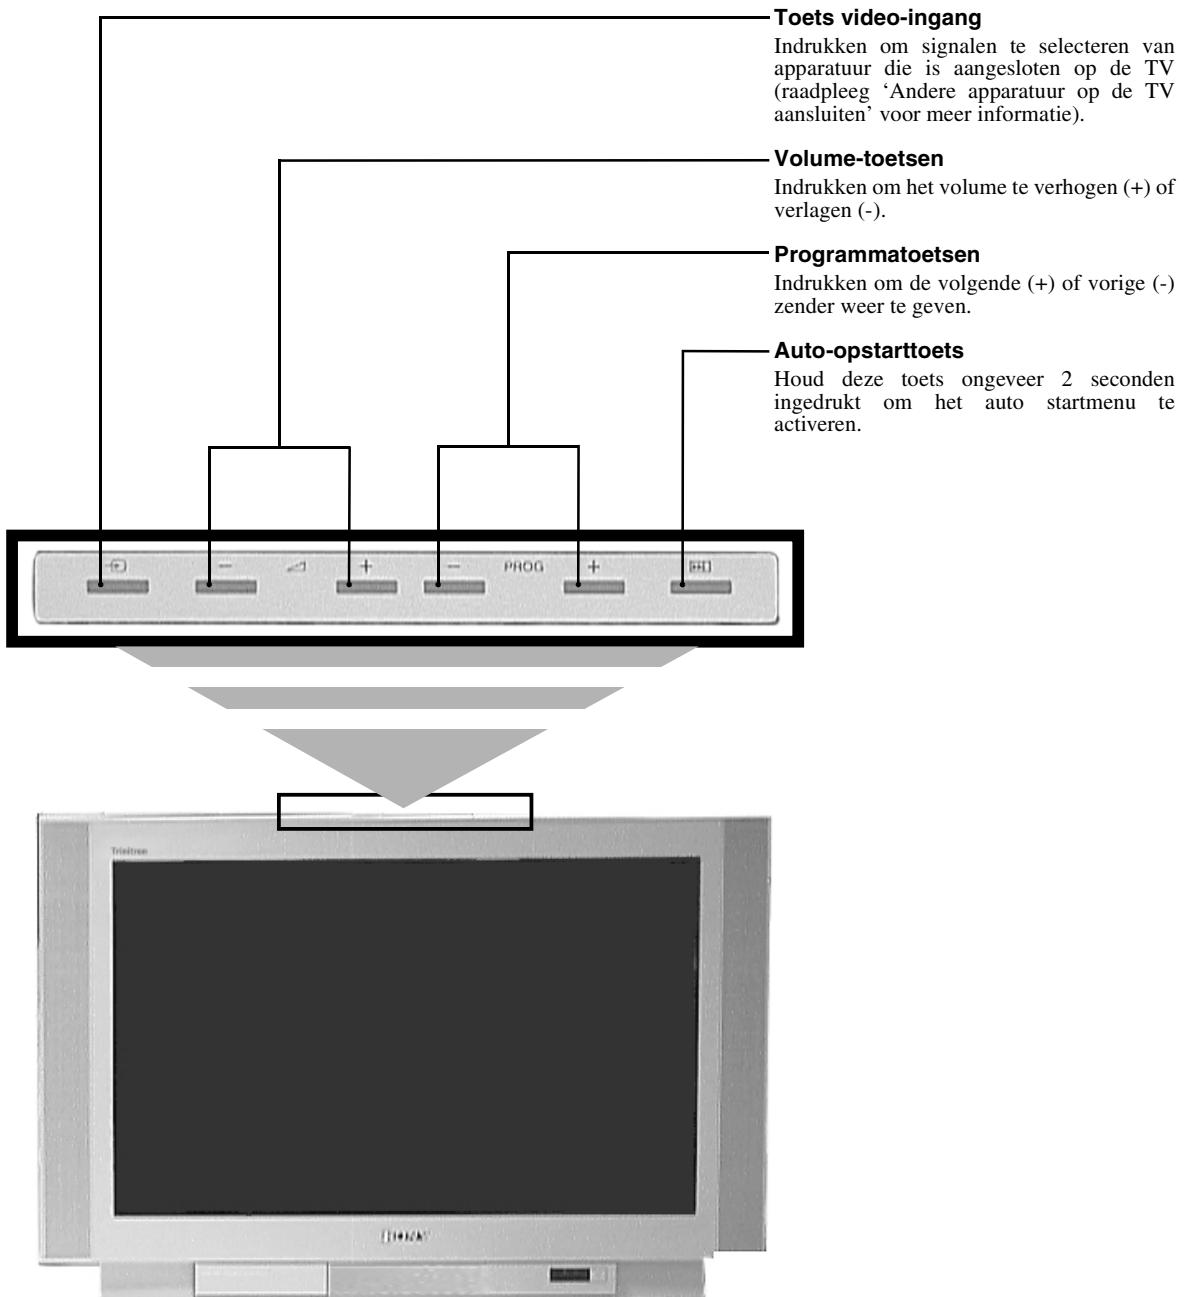 Toets video-ingang
Indrukken om signalen te selecteren van
apparatuur die is aangesloten op de TV
(raadpleeg ‘Andere apparatuur op de TV
aansluiten’ voor meer informatie).
Volume-toetsen
Indrukken om het volume te verhogen (+) of
verlagen (-).
Programmatoetsen
Indrukken om de volgende (+) of vorige (-)
zender weer te geven.
Auto-opstarttoets
Houd deze toets ongeveer 2 seconden
ingedrukt om het auto startmenu te
activeren.
− + − PROG +
Trinitron